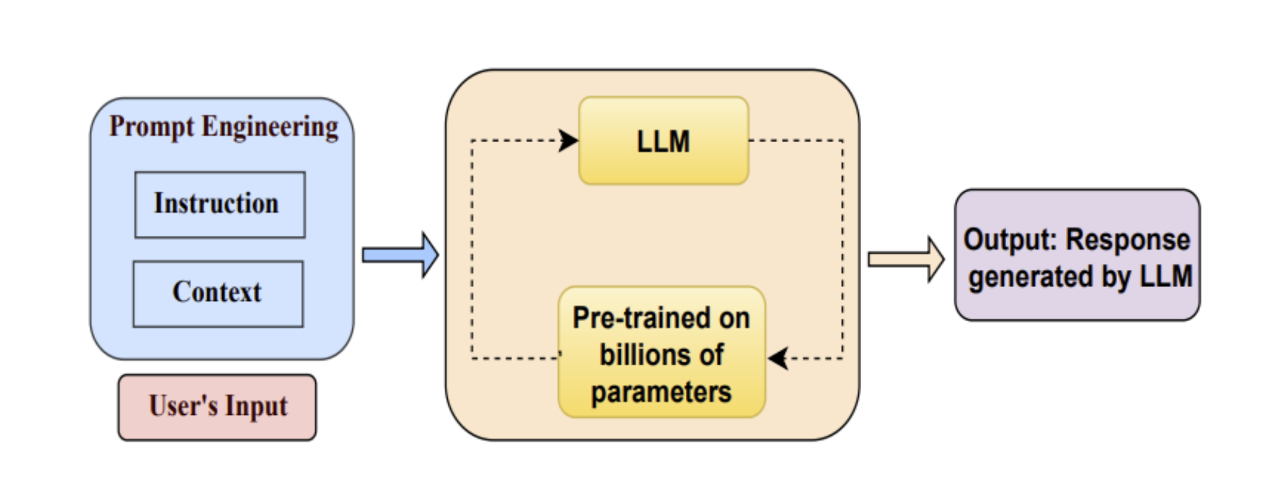 Prompt Engineering
Instruction
Context
User's Input
LLM
Pre-trained on
billions of
parameters
Output: Response
generated by LLM